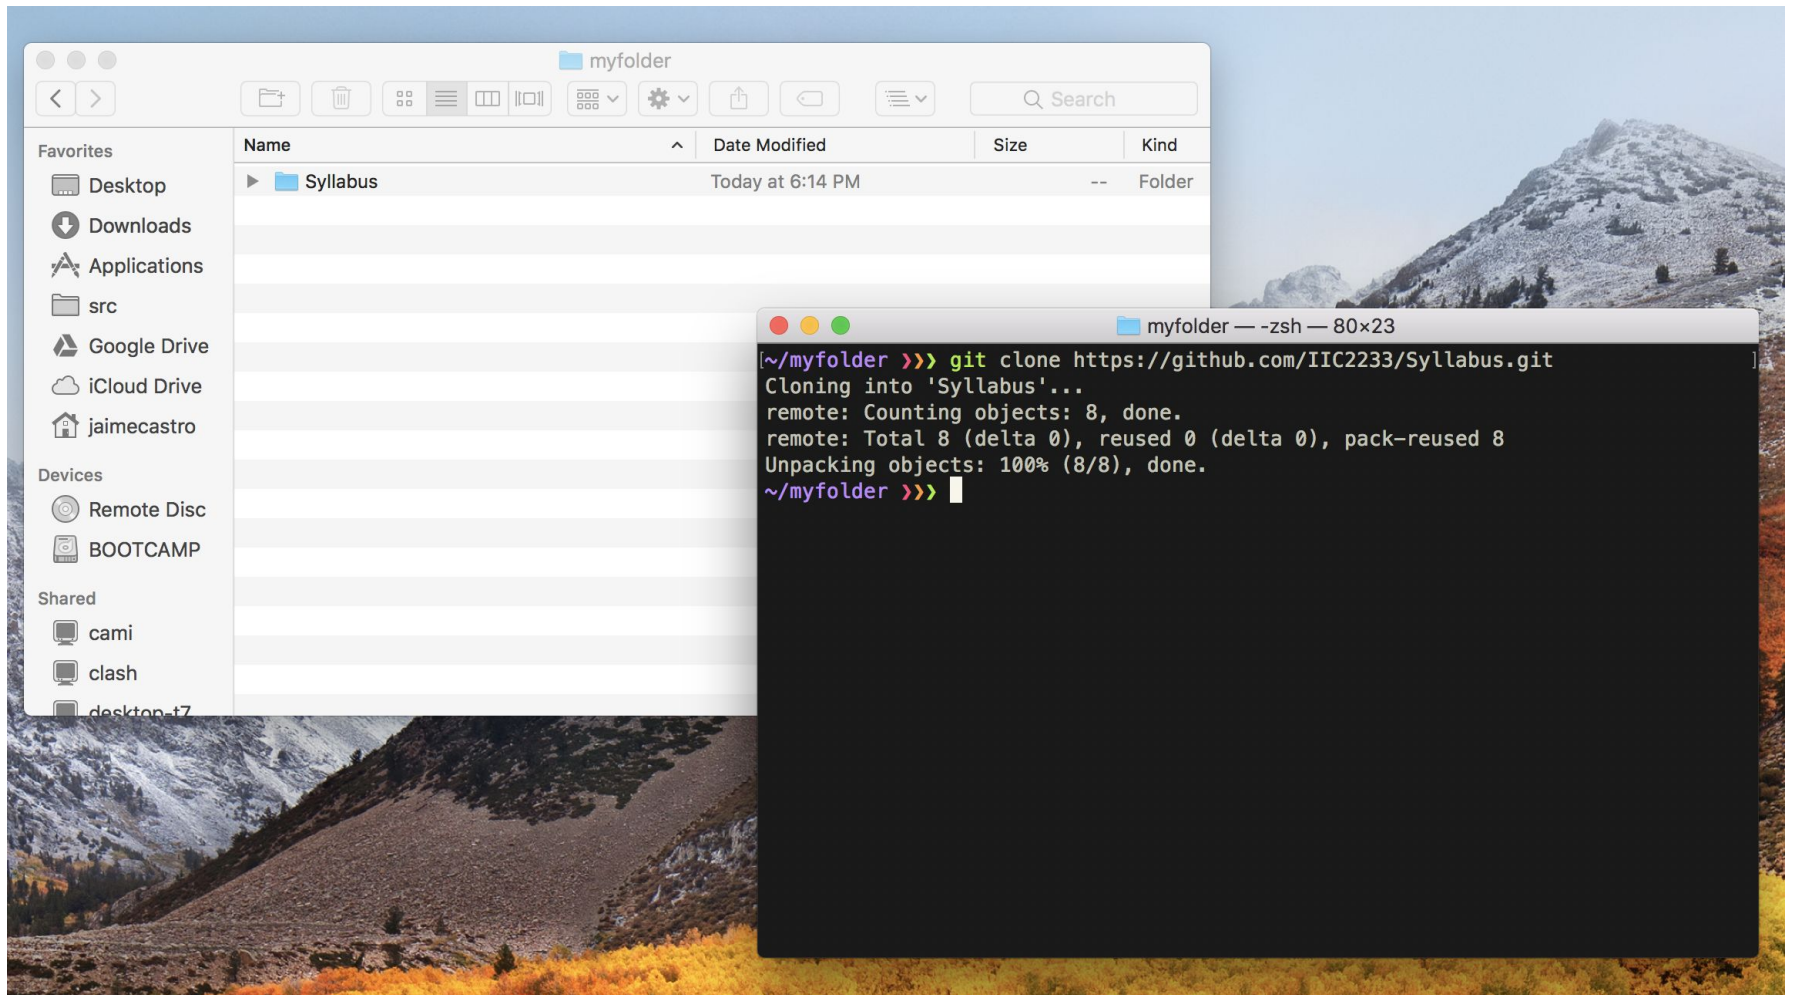 myfolder
Search
Name Date Modified Size Kind
Favorites
Syllabus Today at 6:14 PM -- Folder
Desktop
Downloads
Applications
src
Google Drive
iCloud Drive
jaimecastro
Devices
Remote Disc
BOOTCAMP
Shared
cami
clash
desktop-t7
myfolder — -zsh — 80×23
[~/myfolder ❯❯❯ git clone https://github.com/IIC2233/Syllabus.git ]
Cloning into 'Syllabus'...
remote: Counting objects: 8, done.
remote: Total 8 (delta 0), reused 0 (delta 0), pack-reused 8
Unpacking objects: 100% (8/8), done.
~/myfolder ❯❯❯